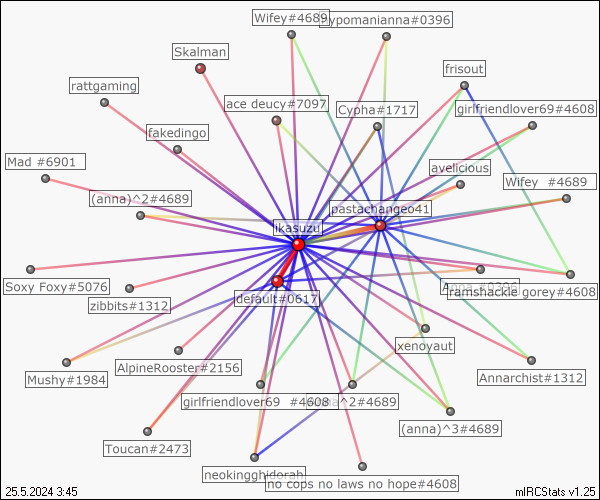 Wifey#4689
hypomanianna#0396
Skalman
frisout
rattgaming
ace deucy#7097
Cypha#1717
girlfriendlover69#4608
fakedingo
Mad #6901
avelicious
(anna)^2#4689
Wifey #4689
pastachangeo41
ikasuzu
Soxy Foxy#5076
Anna #0396
ramshackle gorey#4608
zibbits#1312
default#0617
xenoyaut
AlpineRooster#2156
Mushy#1984
Annarchist#1312
girlfriendlover69 #4608
^2#4689
(anna)^3#4689
Toucan#2473
neokingghidorah
no cops no laws no hope#4608
25.5.2024 3:45
mIRCStats v1.25